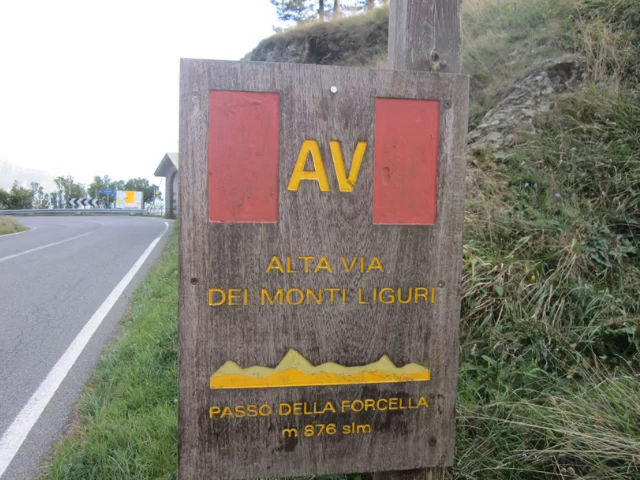 AV
ALTA VIA
DEI MONTI LIGURI
PASSO DELLA FORCELLA
m 876 slm